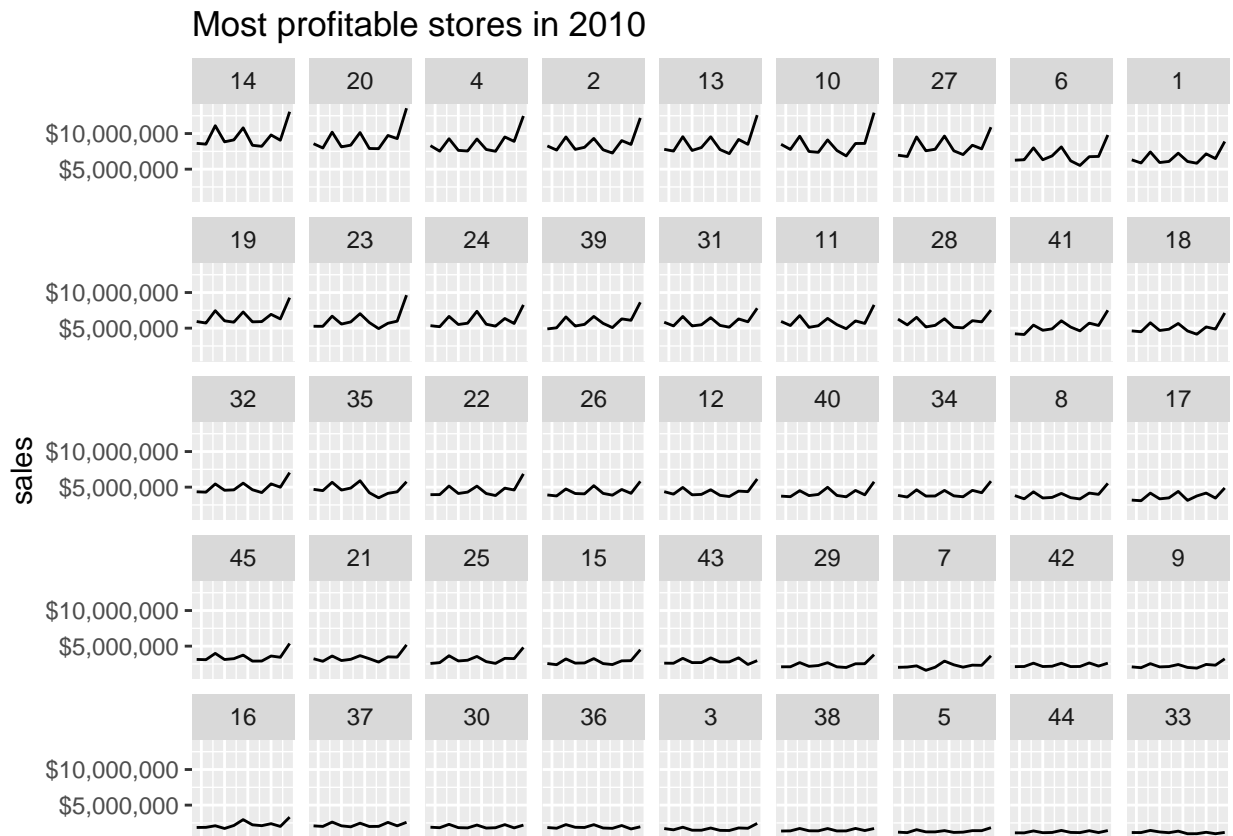 Most profitable stores in 2010
14 20 4 2 13 10 27 6 1
$10,000,000
$5,000,000
19 23 24 39 31 11 28 41 18
$10,000,000
$5,000,000
32 35 22 26 12 40 34 8 17
sales
$10,000,000
$5,000,000
45 21 25 15 43 29 7 42 9
$10,000,000
$5,000,000
16 37 30 36 3 38 5 44 33
$10,000,000
$5,000,000